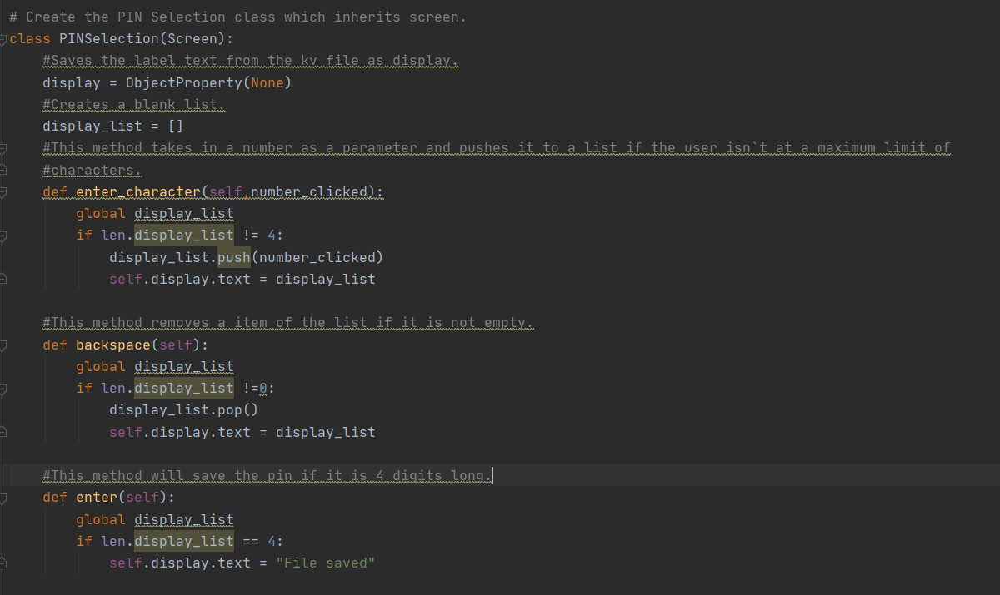 # Create the PIN Selection class which inherits screen.
class PINSelection(Screen):
    #Saves the label text from the kv file as display.
    display = ObjectProperty(None)
    #Creates a blank list.
    display_list = []
    #This method takes in a number as a parameter and pushes it to a list if the user isn`t at a maximum limit of
    #characters.
    def enter_character(self,number_clicked):
        global display_list
        if len.display_list != 4:
            display_list.push(number_clicked)
            self.display.text = display_list

    #This method removes a item of the list if it is not empty.
    def backspace(self):
        global display_list
        if len.display_list !=0:
            display_list.pop()
            self.display.text = display_list

    #This method will save the pin if it is 4 digits long.
    def enter(self):
        global display_list
        if len.display_list == 4:
            self.display.text = "File saved"